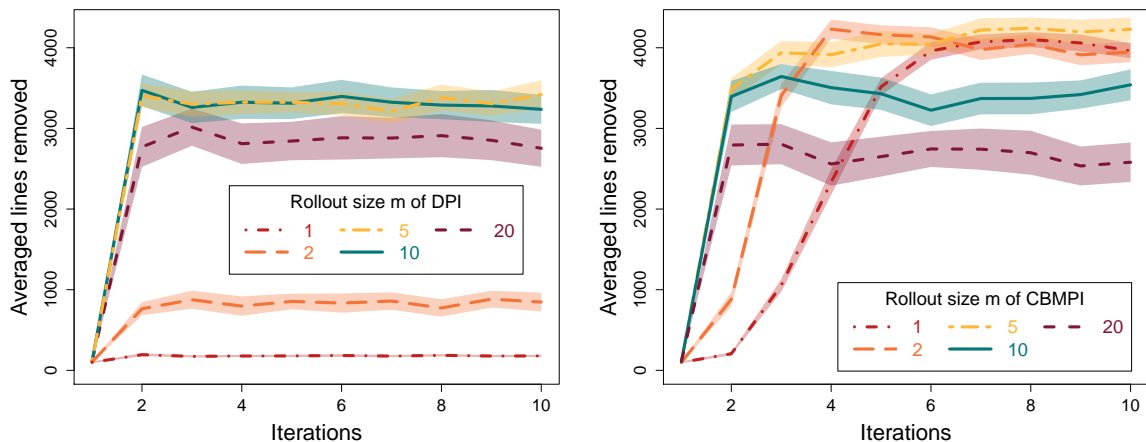 Averaged lines removed
4000
3000
2000
1000
0
Rollout size m of DPI
1 5 20
2 10
2 4 6 8 10
Iterations
Averaged lines removed
4000
3000
2000
1000
0
Rollout size m of CBMPI
1 5 20
2 10
2 4 6 8 10
Iterations